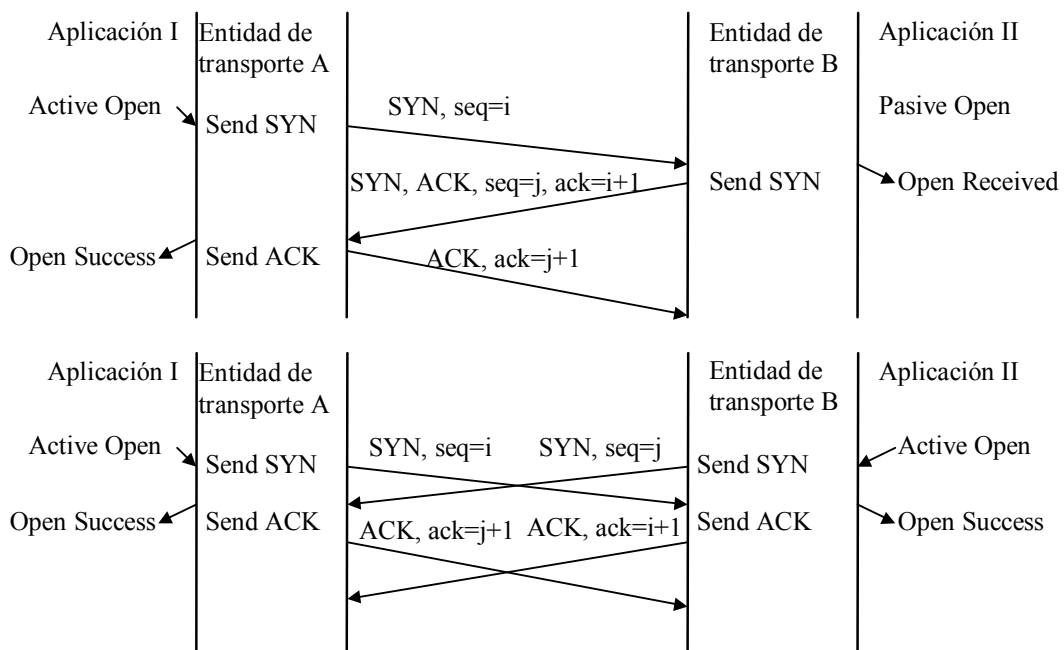 Aplicación I
Entidad de
transporte A
Entidad de
transporte B
Aplicación II
Active Open
Send SYN
SYN, seq=i
Pasive Open
SYN, ACK, seq=j, ack=i+1
Send SYN
Open Received
Open Success
Send ACK
ACK, ack=j+1
Aplicación I
Entidad de
transporte A
Entidad de
transporte B
Aplicación II
Active Open
Send SYN
SYN, seq=i
SYN, seq=j
Send SYN
Active Open
Open Success
Send ACK
ACK, ack=j+1
ACK, ack=i+1
Send ACK
Open Success